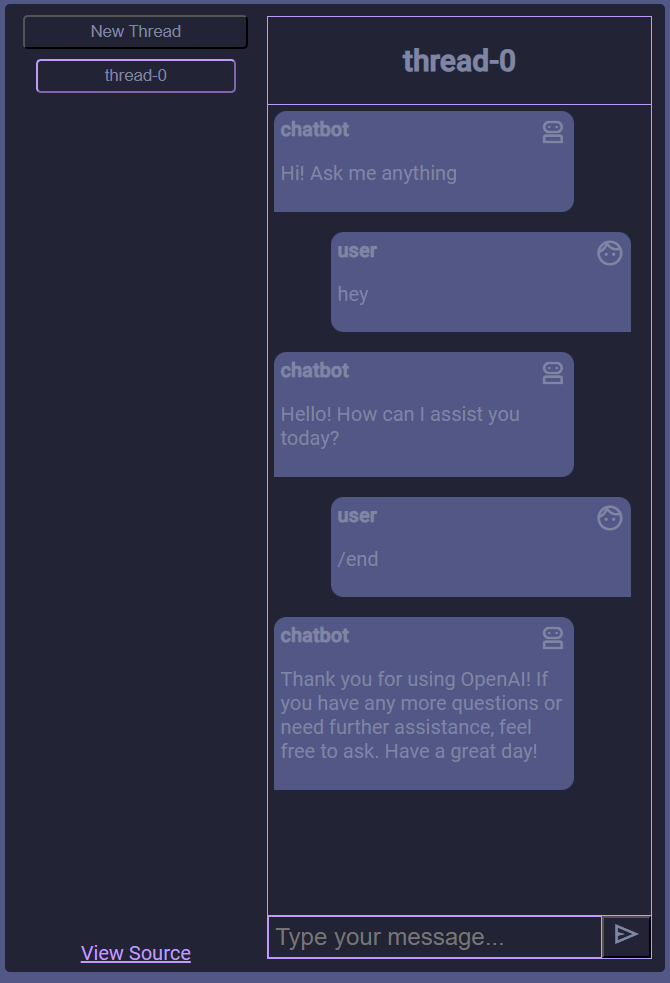 New Thread
thread-0
View Source
thread-0
chatbot
Hi! Ask me anything
user
hey
chatbot
Hello! How can I assist you
today?
user
/end
chatbot
Thank you for using OpenAI! If
you have any more questions or
need further assistance, feel
free to ask. Have a great day!
Type your message...